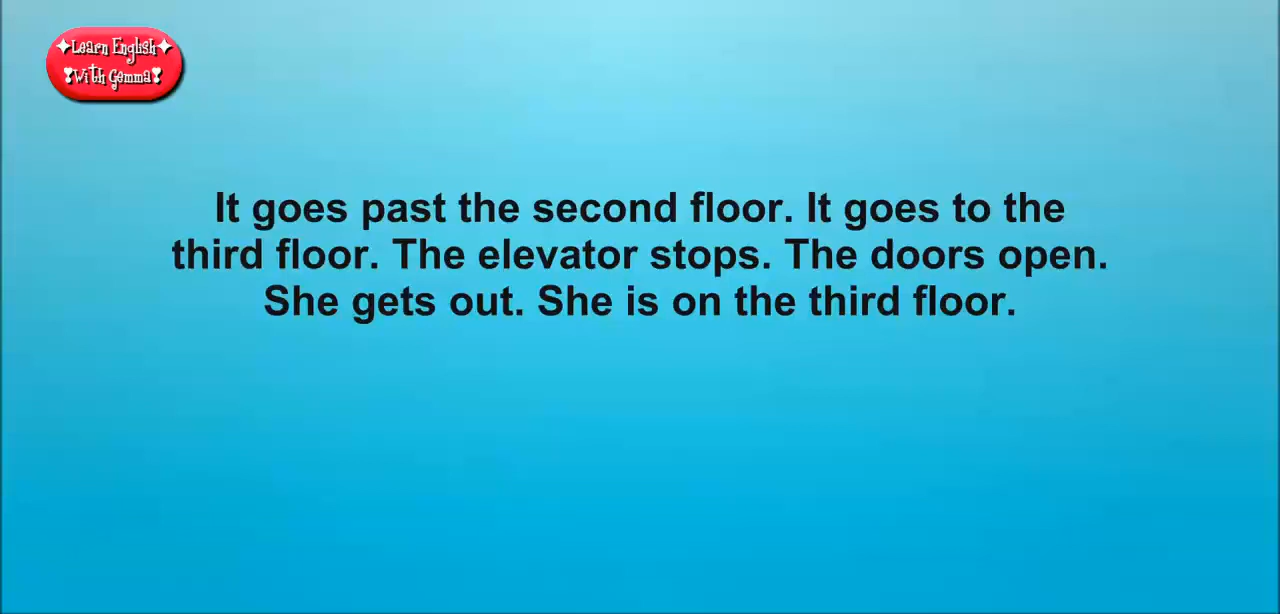 ✦Learn English✦
❣With Gemma❣
It goes past the second floor. It goes to the
third floor. The elevator stops. The doors open.
She gets out. She is on the third floor.